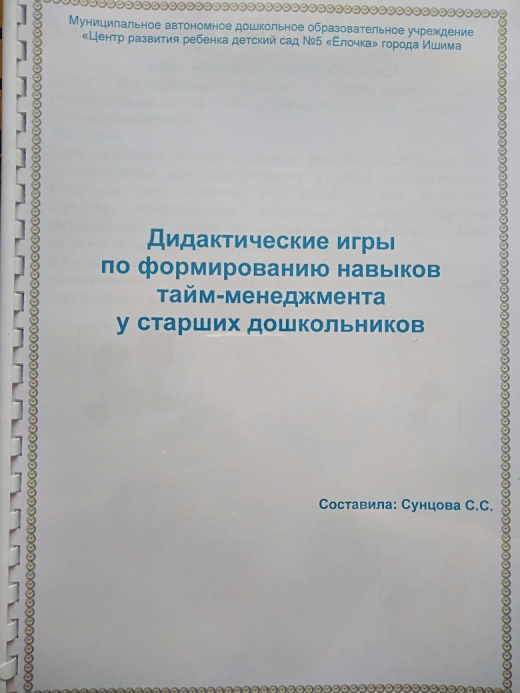 Муниципальное автономное дошкольное образовательное учреждение
«Центр развития ребенка детский сад №5 «Ёлочка» города Ишима
Дидактические игры
по формированию навыков
тайм-менеджмента
у старших дошкольников
Составила: Сунцова С.С.